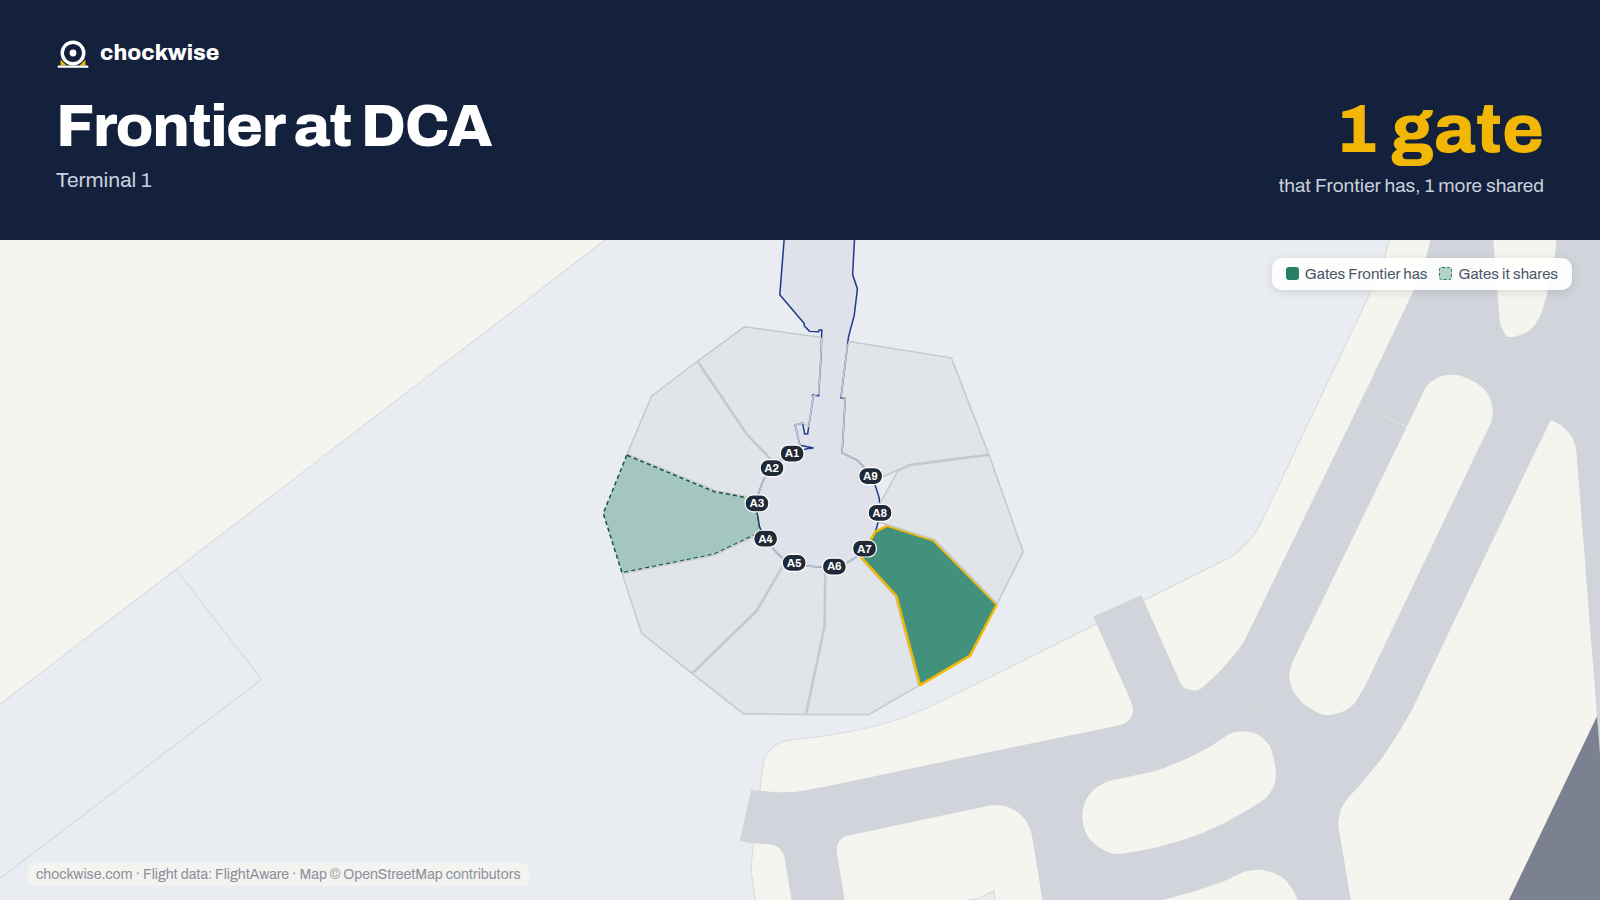 chockwise
Frontier at DCA
Terminal 1
1 gate
that Frontier has, 1 more shared
Gates Frontier has
Gates it shares
A1
A2
A3
A4
A5
A6
A7
A8
A9
chockwise.com · Flight data: FlightAware · Map © OpenStreetMap contributors